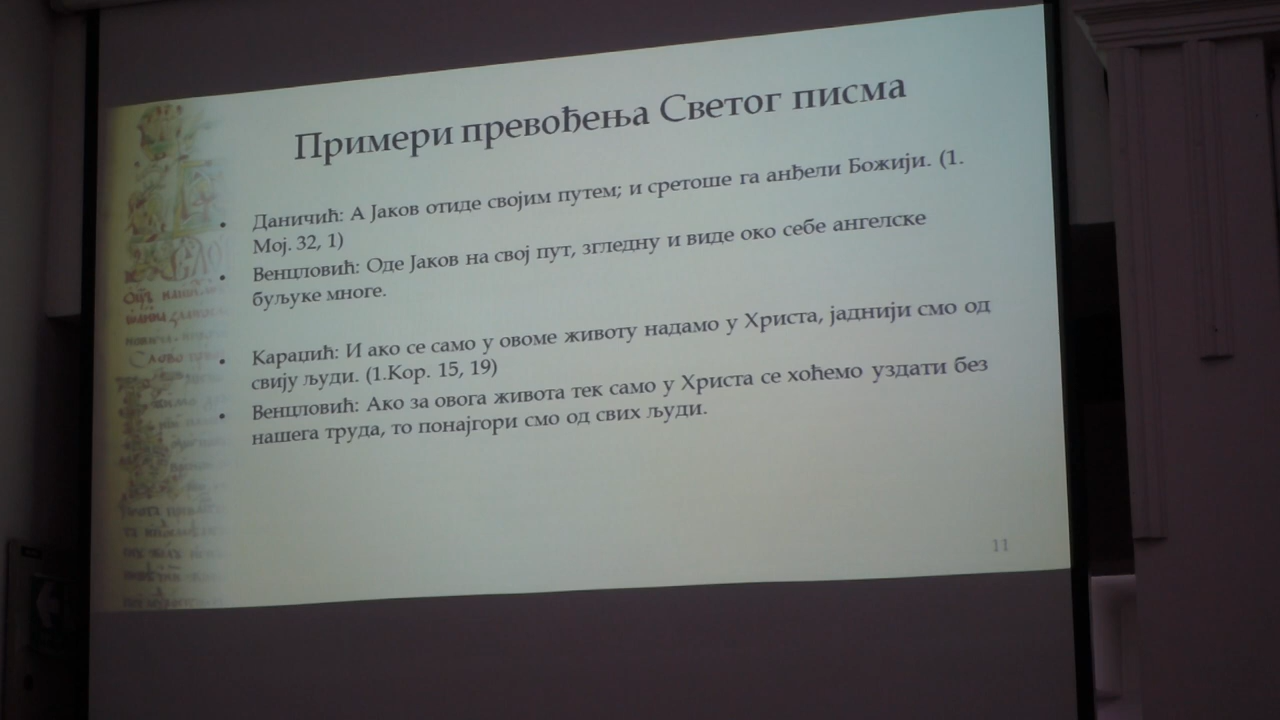 Примери превођења Светог писма
• Даничић: А Јаков отиде својим путем; и сретоше га анђели Божији. (1.
Мој. 32, 1)
• Венцловић: Оде Јаков на свој пут, згледну и виде око себе ангелске
буљуке многе.
• Караџић: И ако се само у овоме животу надамо у Христа, јаднији смо од
свију људи. (1.Кор. 15, 19)
• Венцловић: Ако за овога живота тек само у Христа се хоћемо уздати без
нашега труда, то понајгори смо од свих људи.
11